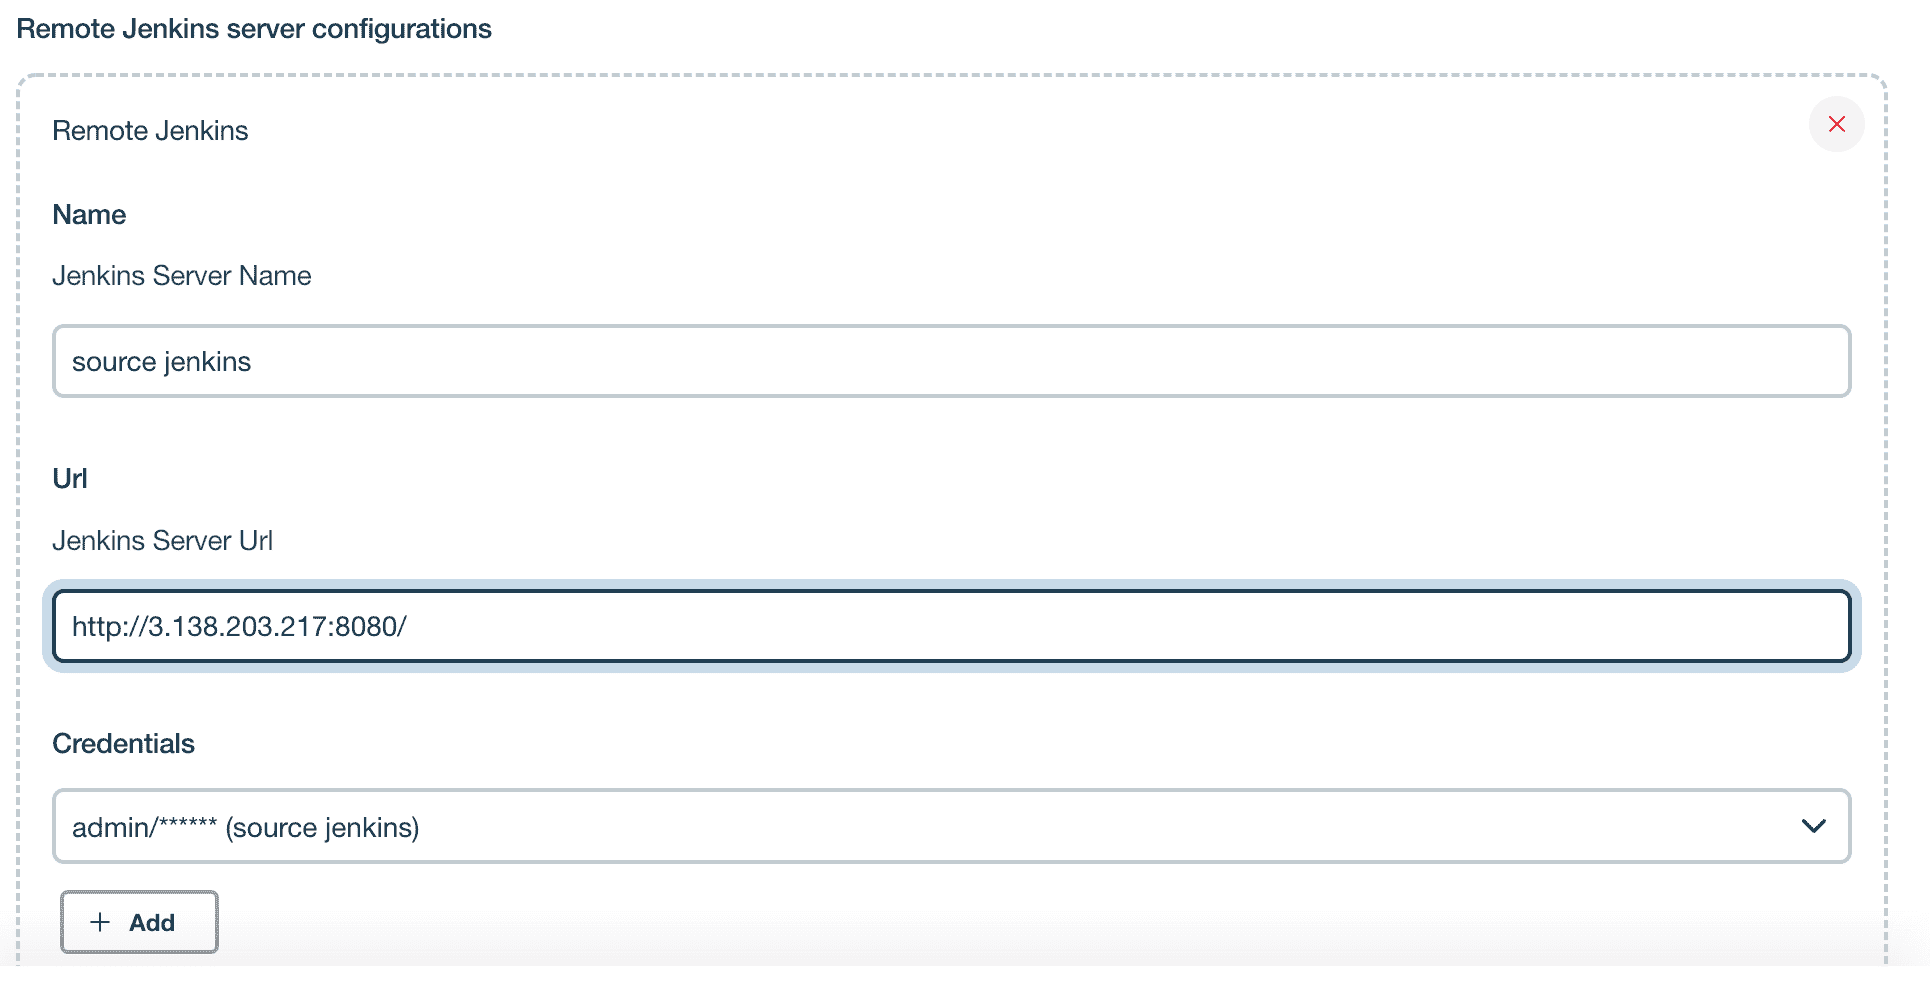 Remote Jenkins server configurations
Remote Jenkins
Name
Jenkins Server Name
source jenkins
Url
Jenkins Server Url
http://3.138.203.217:8080/
Credentials
admin/****** (source jenkins)
+ Add